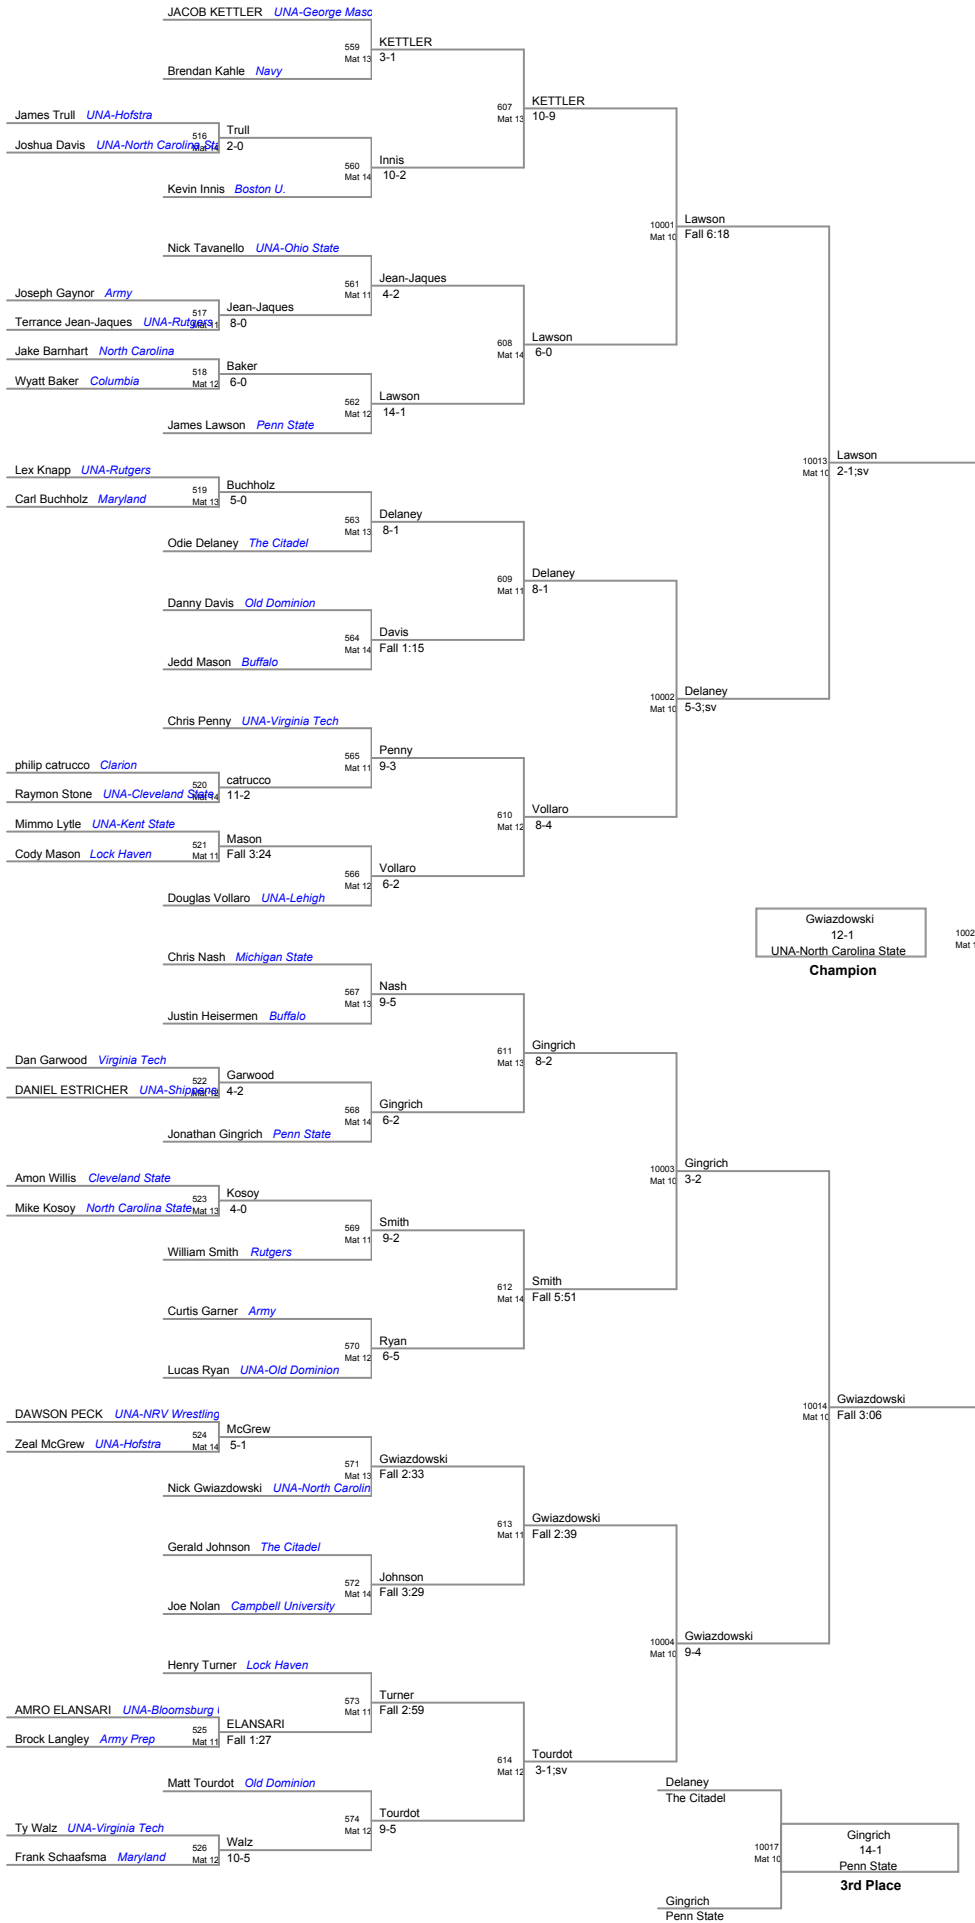 JACOB KETTLER UNA-George Masc
559 KETTLER
Mat 13 3-1
Brendan Kahle Navy
607 KETTLER
Mat 13 10-9
James Trull UNA-Hofstra
516 Trull
Mat 14 2-0
Joshua Davis UNA-North Carolina Sta
560 Innis
Mat 14 10-2
Kevin Innis Boston U.
10001 Lawson
Mat 10 Fall 6:18
Nick Tavanello UNA-Ohio State
561 Jean-Jaques
Mat 11 4-2
Joseph Gaynor Army
517 Jean-Jaques
Mat 11 8-0
Terrance Jean-Jaques UNA-Rutgers
608 Lawson
Mat 14 6-0
Jake Barnhart North Carolina
518 Baker
Mat 12 6-0
Wyatt Baker Columbia
562 Lawson
Mat 12 14-1
James Lawson Penn State
10013 Lawson
Mat 10 2-1;sv
Lex Knapp UNA-Rutgers
519 Buchholz
Mat 13 5-0
Carl Buchholz Maryland
563 Delaney
Mat 13 8-1
Odie Delaney The Citadel
609 Delaney
Mat 11 8-1
Danny Davis Old Dominion
564 Davis
Mat 14 Fall 1:15
Jedd Mason Buffalo
10002 Delaney
Mat 10 5-3;sv
Chris Penny UNA-Virginia Tech
565 Penny
Mat 11 9-3
philip catrucco Clarion
520 catrucco
Mat 14 11-2
Raymon Stone UNA-Cleveland State
610 Vollaro
Mat 12 8-4
Mimmo Lytle UNA-Kent State
521 Mason
Mat 11 Fall 3:24
Cody Mason Lock Haven
566 Vollaro
Mat 12 6-2
Douglas Vollaro UNA-Lehigh
Gwiazdowski
12-1
UNA-North Carolina State
Champion
1002
Mat 1
Chris Nash Michigan State
567 Nash
Mat 13 9-5
Justin Heisermen Buffalo
611 Gingrich
Mat 13 8-2
Dan Garwood Virginia Tech
522 Garwood
Mat 12 4-2
DANIEL ESTRICHER UNA-Shippens
568 Gingrich
Mat 14 6-2
Jonathan Gingrich Penn State
10003 Gingrich
Mat 10 3-2
Amon Willis Cleveland State
523 Kosoy
Mat 13 4-0
Mike Kosoy North Carolina State
569 Smith
Mat 11 9-2
William Smith Rutgers
612 Smith
Mat 14 Fall 5:51
Curtis Garner Army
570 Ryan
Mat 12 6-5
Lucas Ryan UNA-Old Dominion
10014 Gwiazdowski
Mat 10 Fall 3:06
DAWSON PECK UNA-NRV Wrestling
524 McGrew
Mat 14 5-1
Zeal McGrew UNA-Hofstra
571 Gwiazdowski
Mat 13 Fall 2:33
Nick Gwiazdowski UNA-North Carolin
613 Gwiazdowski
Mat 11 Fall 2:39
Gerald Johnson The Citadel
572 Johnson
Mat 14 Fall 3:29
Joe Nolan Campbell University
10004 Gwiazdowski
Mat 10 9-4
Henry Turner Lock Haven
573 Turner
Mat 11 Fall 2:59
AMRO ELANSARI UNA-Bloomsburg
525 ELANSARI
Mat 11 Fall 1:27
Brock Langley Army Prep
614 Tourdot
Mat 12 3-1;sv
Matt Tourdot Old Dominion
574 Tourdot
Mat 12 9-5
Ty Walz UNA-Virginia Tech
526 Walz
Mat 12 10-5
Frank Schaafsma Maryland
Delaney
The Citadel
10017
Mat 10
Gingrich
14-1
Penn State
3rd Place
Gingrich
Penn State